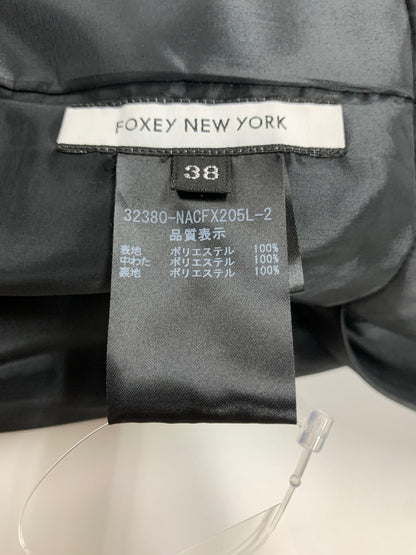 FOXEY NEW YORK
38
32380-NACFX205L-2
品質表示
表地 ポリエステル 100%
中わた ポリエステル 100%
裏地 ポリエステル 100%